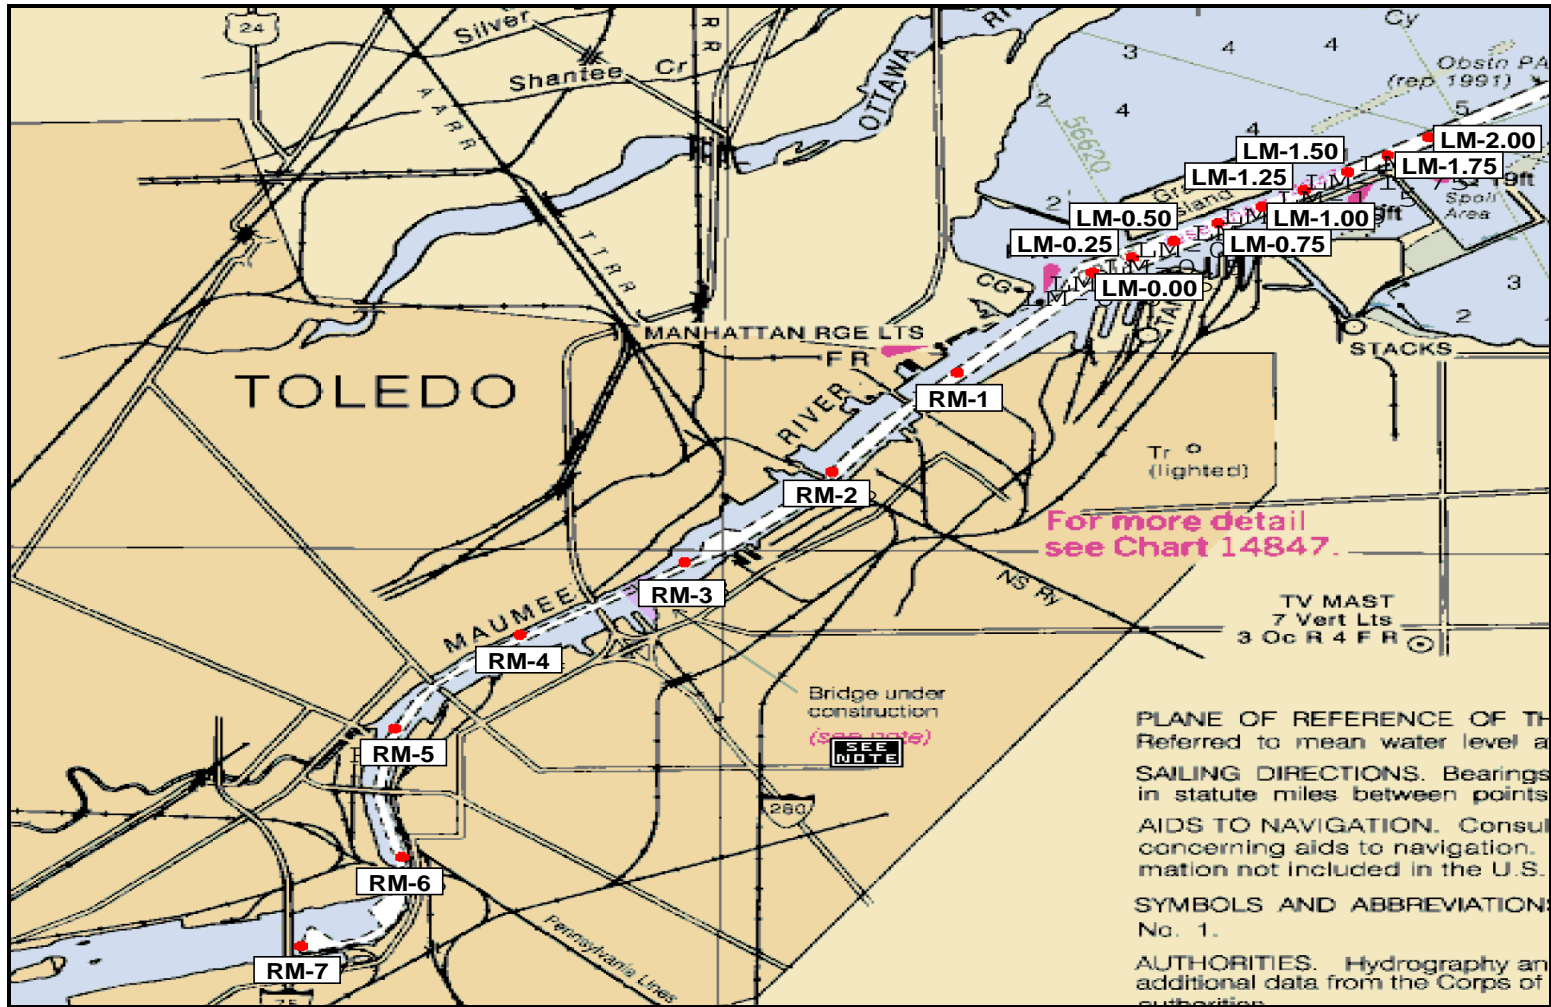 24
Silver
Shantee Cr
RR
OTTAWA
AARR
TTRR
Cy
3
4
4
Obstn PA
(rep 1991)
2
4
4
5
56620
LM-2.00
LM-1.50
LM-1.75
LM-1.25
19ft
Spoil
Area
2
LM-0.50
LM-1.00
LM-0.25
LM-0.75
CG
LM-0.00
3
2
MANHATTAN RGE LTS
F R
STACKS
TOLEDO
RM-1
RIVER
Tr
(lighted)
RM-2
For more detail
see Chart 14847.
NS Ry
RM-3
MAUMEE
TV MAST
7 Vert Lts
3 Oc R 4 F R
RM-4
Bridge under
construction
(see note)
SEE
NOTE
RM-5
280
RM-6
Pennsylvania Lines
RM-7
75
PLANE OF REFERENCE OF TH
Referred to mean water level a
SAILING DIRECTIONS. Bearings
in statute miles between points
AIDS TO NAVIGATION. Consul
concerning aids to navigation.
mation not included in the U.S.
SYMBOLS AND ABBREVIATION
No. 1.
AUTHORITIES. Hydrography an
additional data from the Corps of
authorities